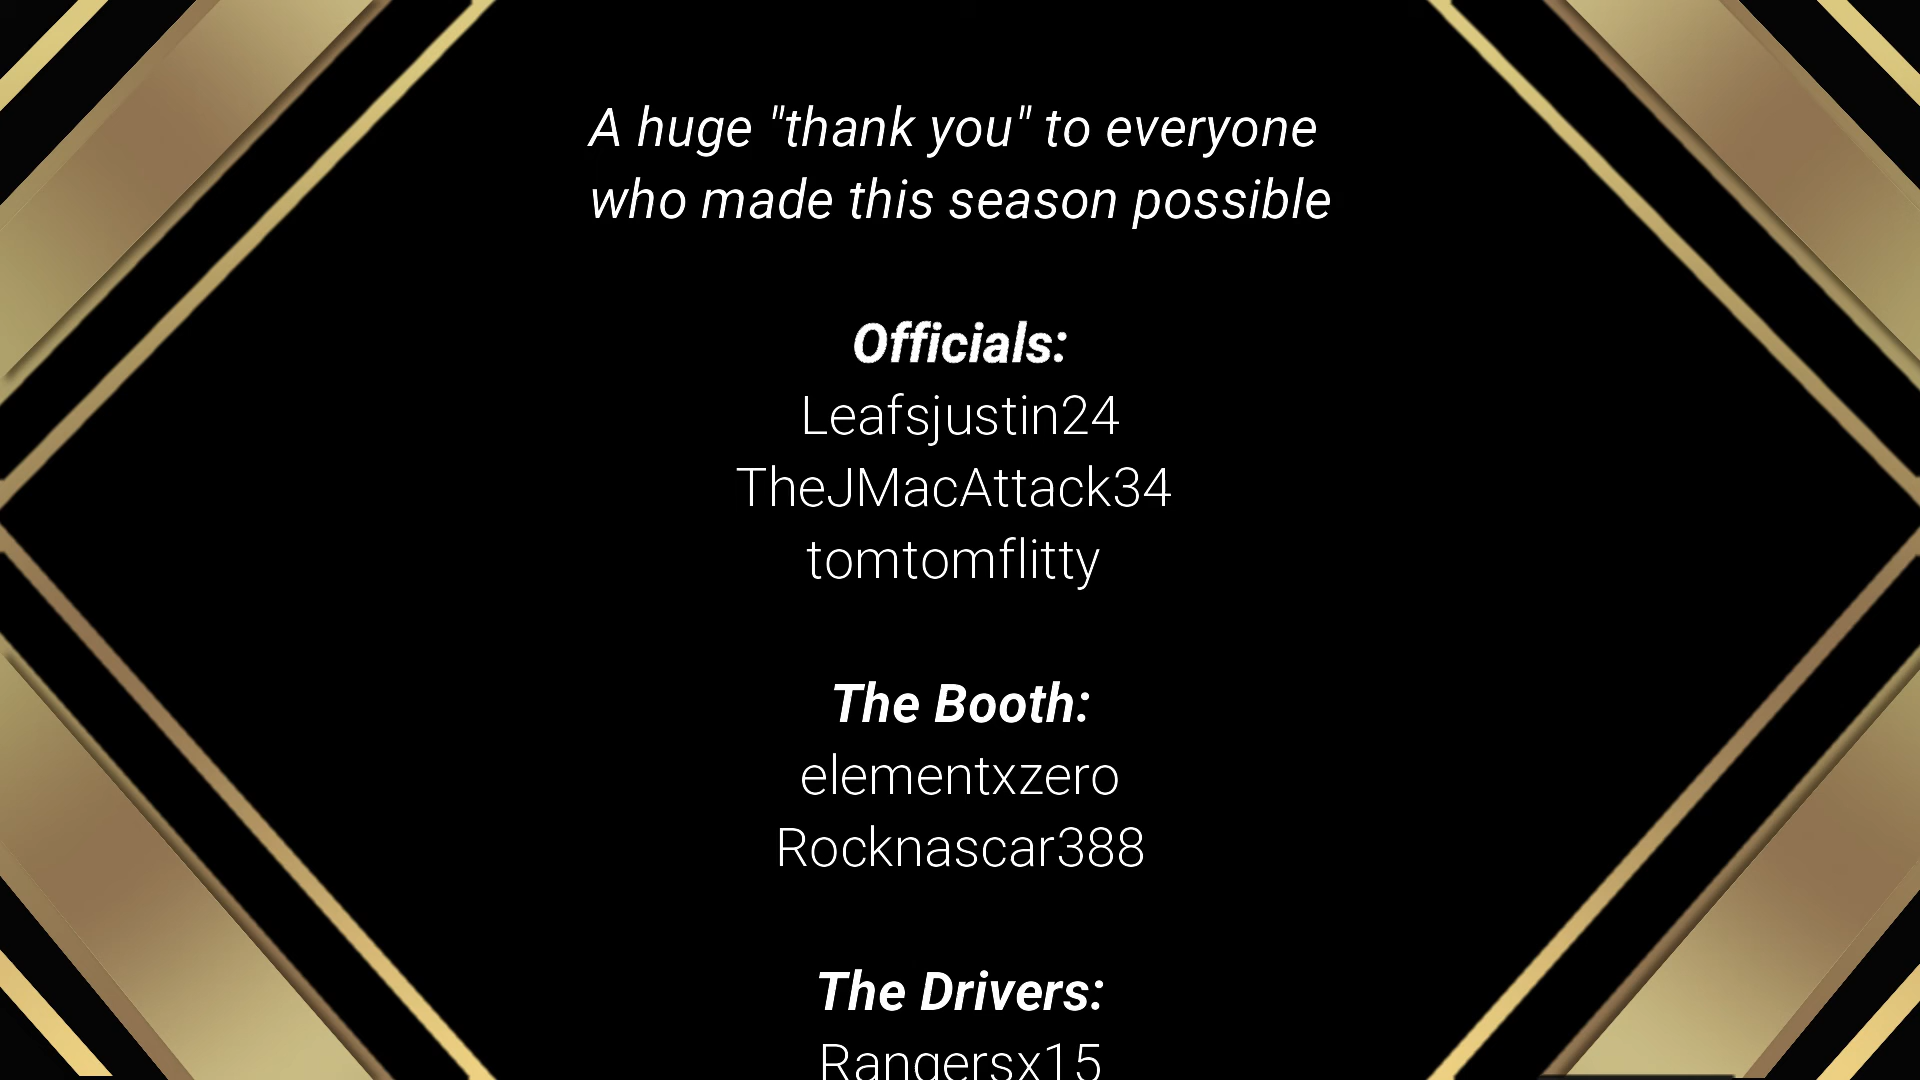 A huge "thank you" to everyone
who made this season possible
Officials:
Leafsjustin24
TheJMacAttack34
tomtomflitty
The Booth:
elementxzero
Rocknascar388
The Drivers:
Rangersx15